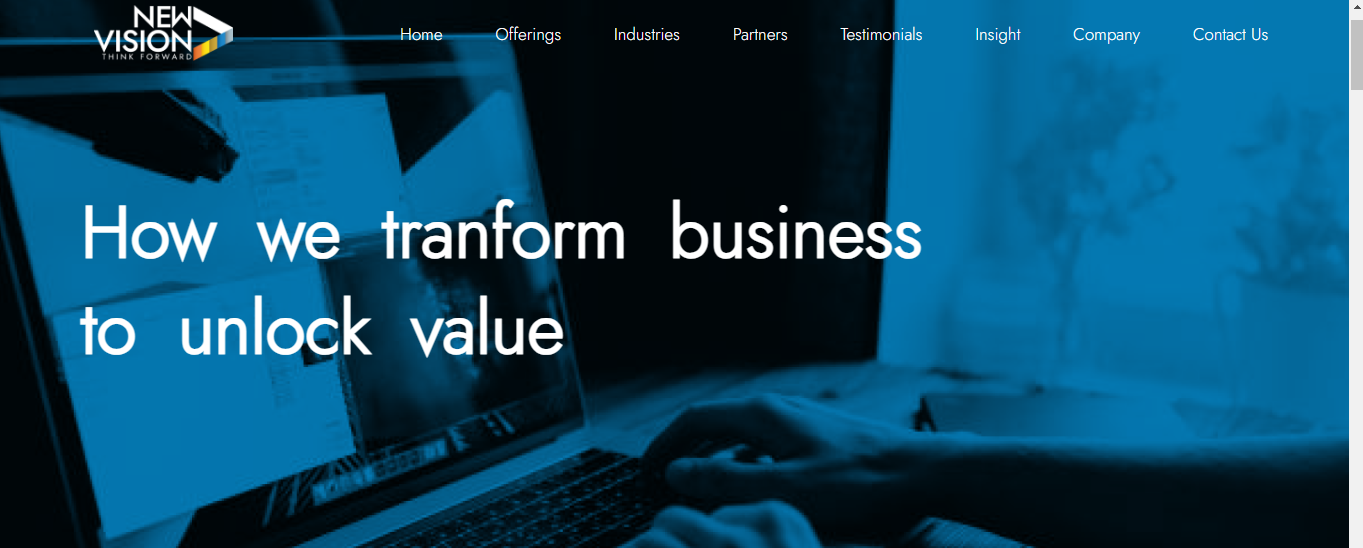 NEW
VISION
THINK FORWARD
Home Offerings Industries Partners Testimonials Insight Company Contact Us
How we tranform business
to unlock value